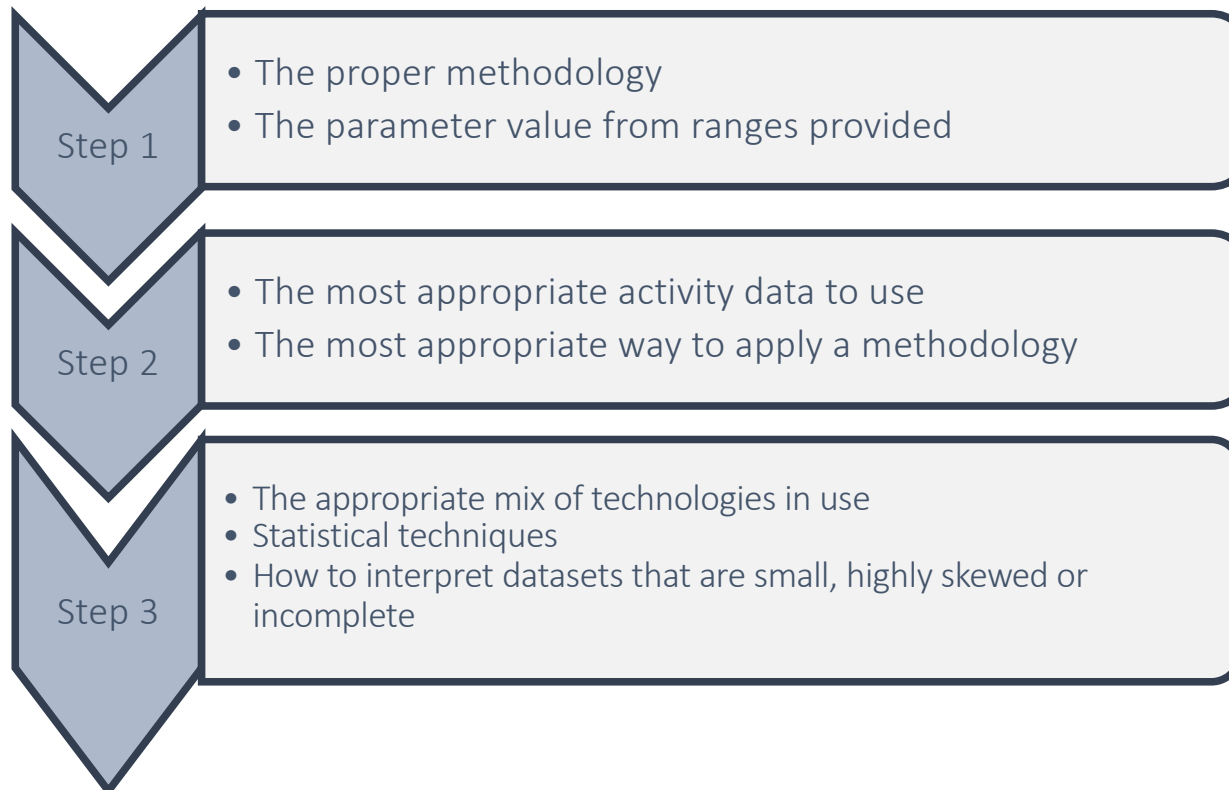 Step 1
• The proper methodology
• The parameter value from ranges provided
Step 2
• The most appropriate activity data to use
• The most appropriate way to apply a methodology
Step 3
• The appropriate mix of technologies in use
• Statistical techniques
• How to interpret datasets that are small, highly skewed or
incomplete